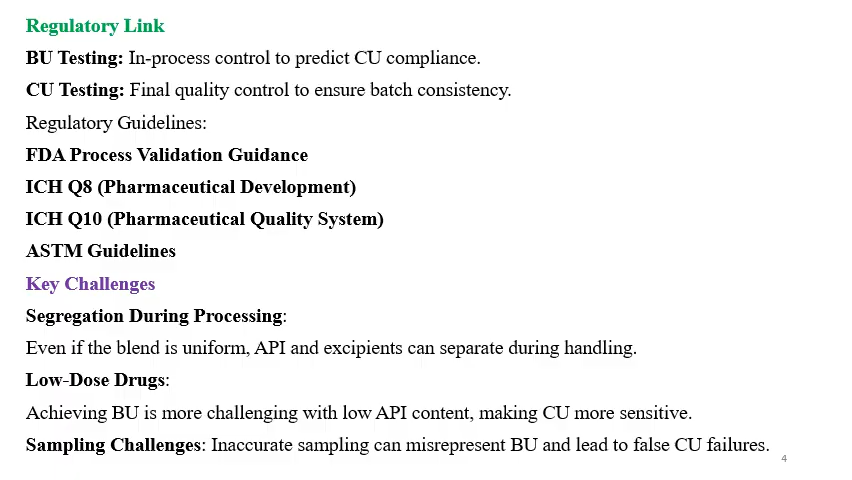 Regulatory Link
BU Testing: In-process control to predict CU compliance.
CU Testing: Final quality control to ensure batch consistency.
Regulatory Guidelines:
FDA Process Validation Guidance
ICH Q8 (Pharmaceutical Development)
ICH Q10 (Pharmaceutical Quality System)
ASTM Guidelines
Key Challenges
Segregation During Processing:
Even if the blend is uniform, API and excipients can separate during handling.
Low-Dose Drugs:
Achieving BU is more challenging with low API content, making CU more sensitive.
Sampling Challenges: Inaccurate sampling can misrepresent BU and lead to false CU failures.
4